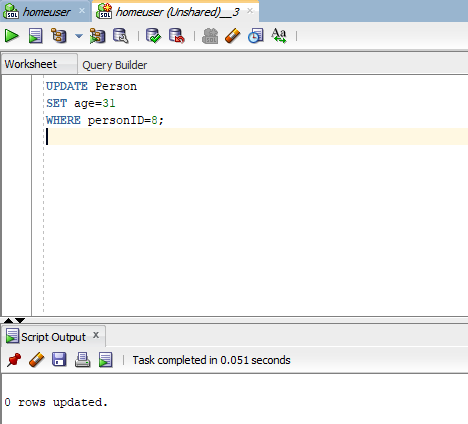 homeuser
homeuser (Unshared)__3
Aa
Worksheet
Query Builder
UPDATE Person
SET age=31
WHERE personID=8;
Script Output
Task completed in 0.051 seconds
0 rows updated.